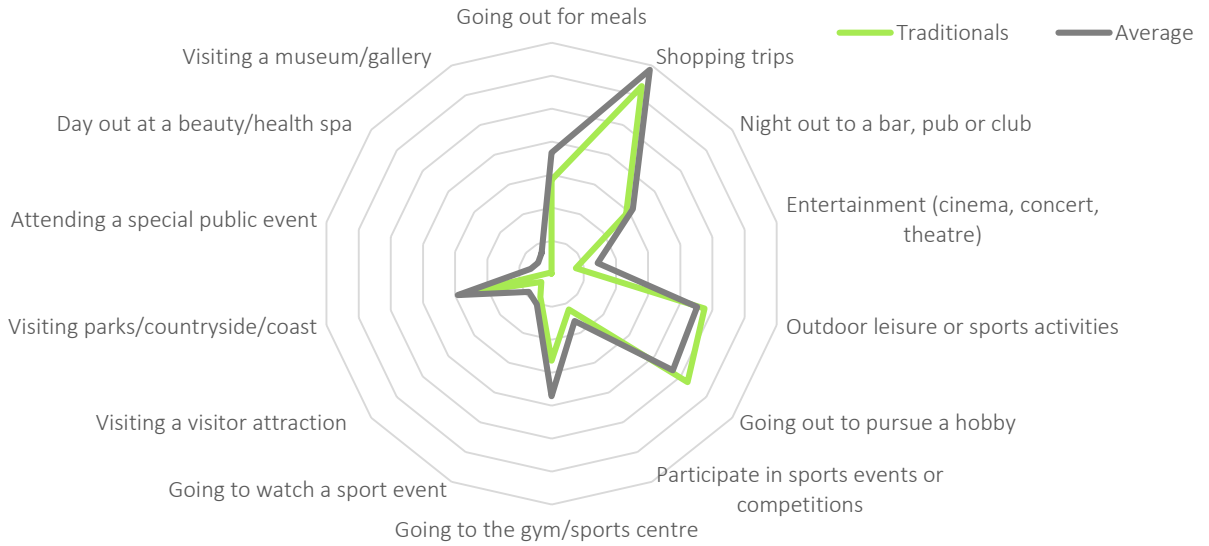 Going out for meals
Traditionals
Average
Shopping trips
Night out to a bar, pub or club
Entertainment (cinema, concert,
theatre)
Outdoor leisure or sports activities
Going out to pursue a hobby
Participate in sports events or
competitions
Going to the gym/sports centre
Going to watch a sport event
Visiting a visitor attraction
Visiting parks/countryside/coast
Attending a special public event
Day out at a beauty/health spa
Visiting a museum/gallery